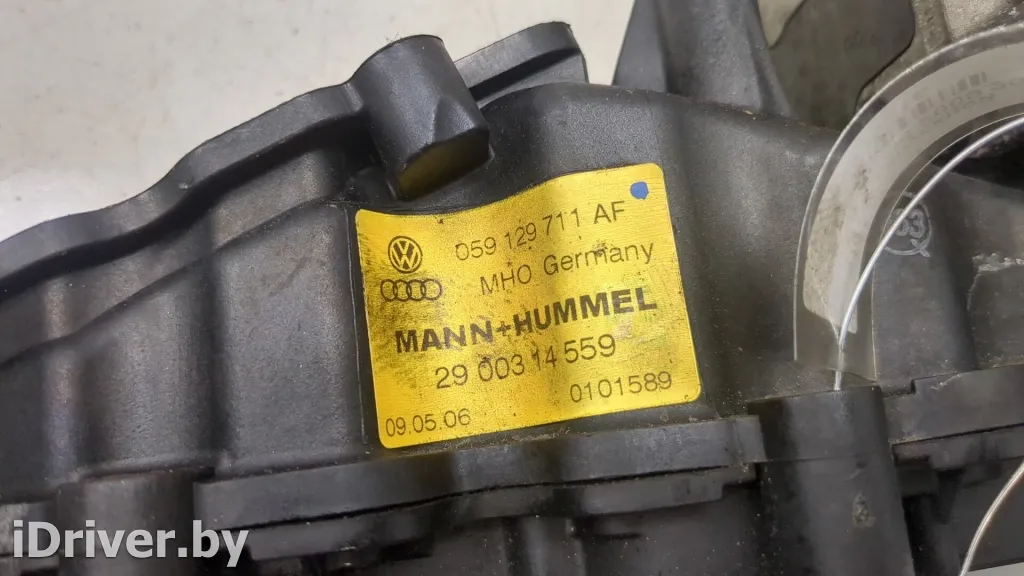 059 129 711 AF
MHO Germany
MANN+HUMMEL
29 003 14 559
09.05.06 0101589
iDriver.by